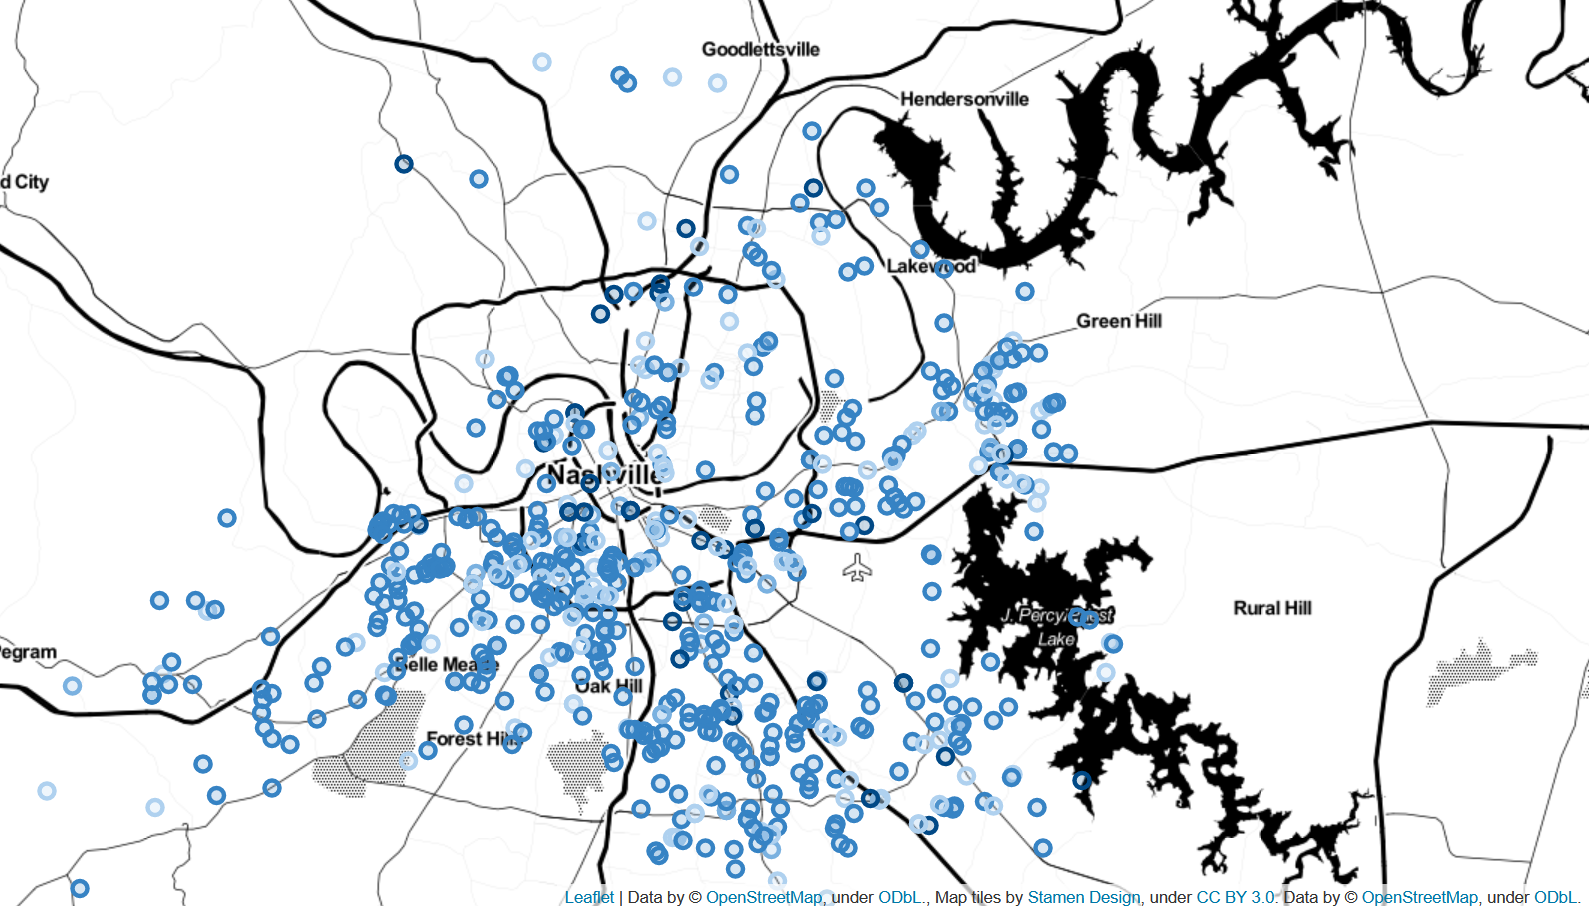 Goodlettsville
Hendersonville
d City
Lakewood
Green Hill
Nashville
J. Percy Priest
Lake
Rural Hill
egram
Belle Meade
Oak Hill
Forest Hills
Leaflet | Data by © OpenStreetMap, under ODbL., Map tiles by Stamen Design, under CC BY 3.0. Data by © OpenStreetMap, under ODbL.